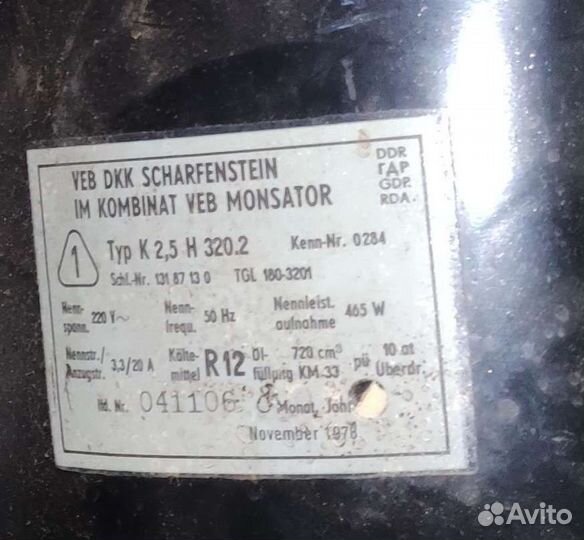 VEB DKK SCHARFENSTEIN
IM KOMBINAT VEB MONSATOR
DDR
ГДР
GDR
RDA
1
Typ K 2,5 H 320.2 Kenn-Nr. 0284
Schl.-Nr. 131 87 13 0 TGL 180-3201
Nenn-
spann. 220 V~ Nenn-
frequ. 50 Hz Nennleist.
aufnahme 465 W
Nennstr./
Anzugstr. 3,3/20 A Kälte-
mittel R12 Öl-
füllung 720 cm³
KM 33 pü 10 at
Überdr.
lfd. Nr. 041106 Monat, Jahr
November 1978
Avito